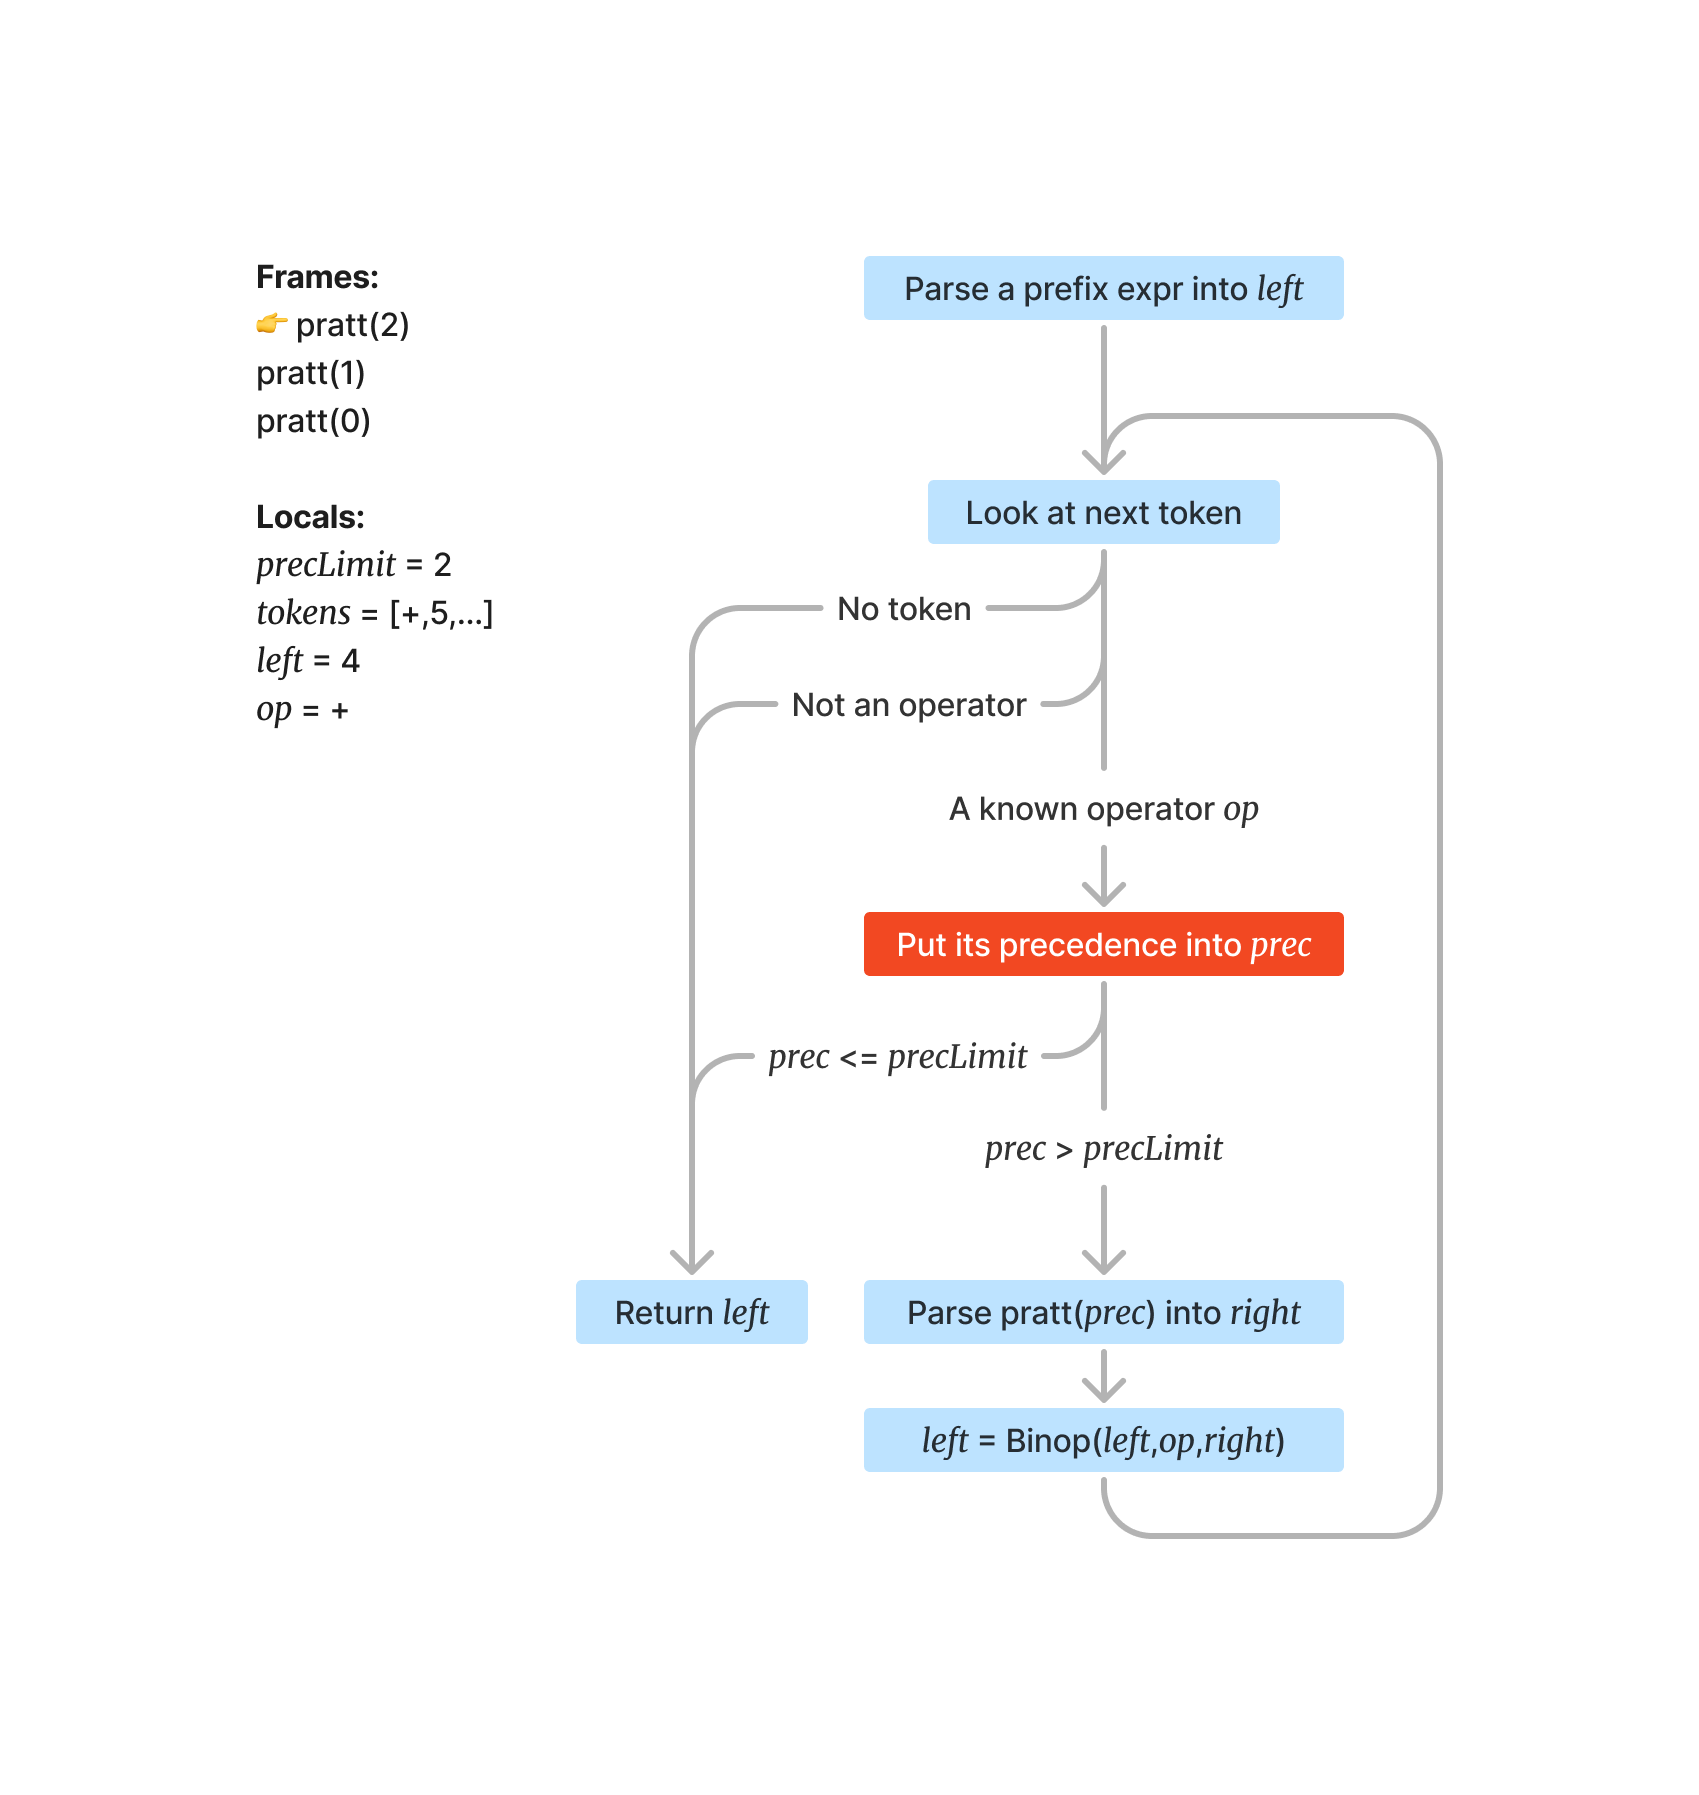 Frames:
👉 pratt(2)
pratt(1)
pratt(0)
Locals:
precLimit = 2
tokens = [+,5,...]
left = 4
op = +
Parse a prefix expr into left
Look at next token
No token
Not an operator
A known operator op
Put its precedence into prec
prec <= precLimit
prec > precLimit
Return left
Parse pratt(prec) into right
left = Binop(left,op,right)